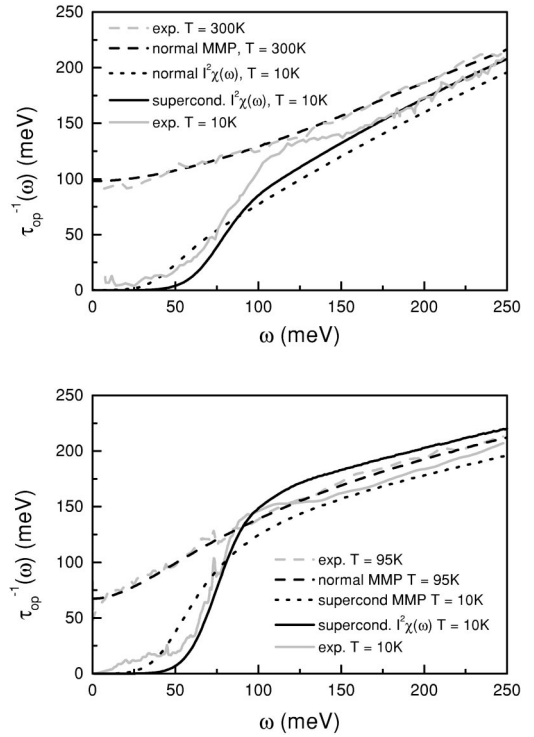 250
200
150
100
50
0
τop-1(ω) (meV)
exp. T = 300K
normal MMP, T = 300K
normal I²χ(ω), T = 10K
supercond. I²χ(ω), T = 10K
exp. T = 10K
0 50 100 150 200 250
ω (meV)
250
200
150
100
50
0
τop-1(ω) (meV)
exp. T = 95K
normal MMP T = 95K
supercond MMP T = 10K
supercond. I²χ(ω) T = 10K
exp. T = 10K
0 50 100 150 200 250
ω (meV)